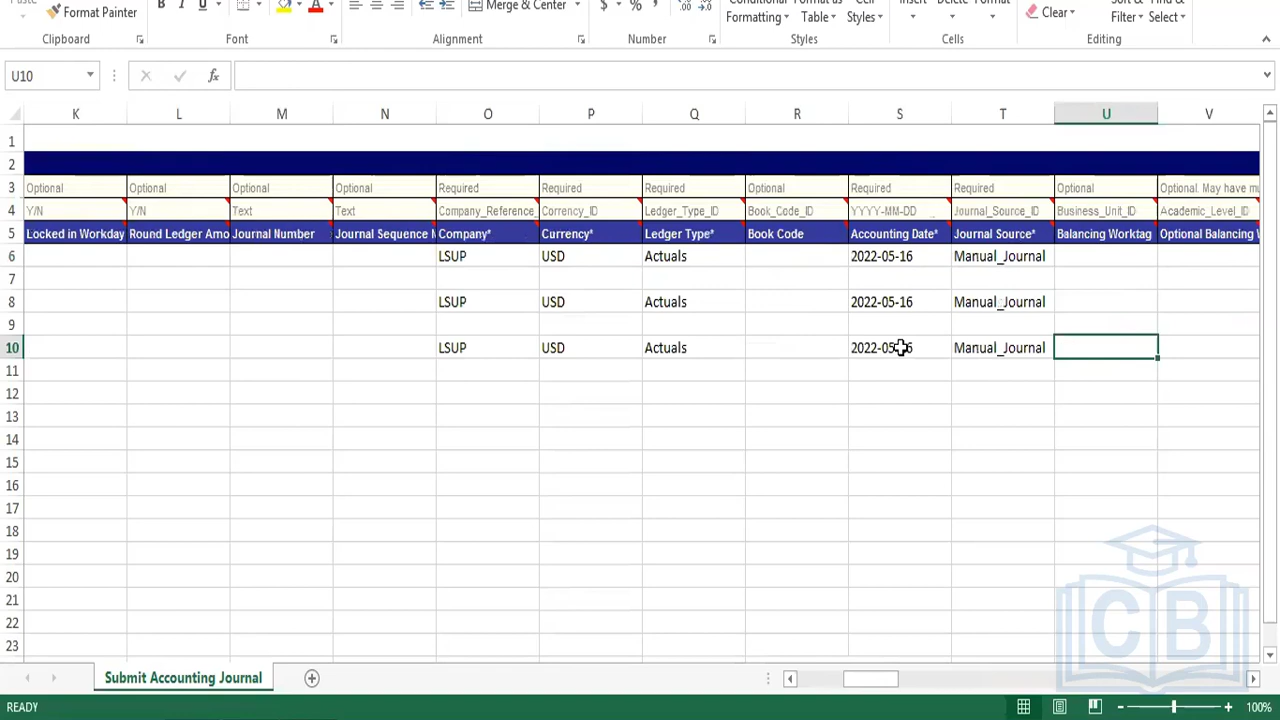 Format Painter
B I U
Merge & Center
$ % ,
Conditional Format as Cell
Formatting Table Styles
Insert Delete Format
Clear
Sort & Find &
Filter Select
Clipboard Font Alignment Number Styles Cells Editing
U10 fx
K L M N O P Q R S T U V
1
2
3 Optional Optional Optional Optional Required Required Required Optional Required Required Optional Optional. May have mu
4 Y/N Y/N Text Text Company_Reference_ Currency_ID Ledger_Type_ID Book_Code_ID YYYY-MM-DD Journal_Source_ID Business_Unit_ID Academic_Level_ID
5 Locked in Workday Round Ledger Amo Journal Number Journal Sequence N Company* Currency* Ledger Type* Book Code Accounting Date* Journal Source* Balancing Worktag Optional Balancing W
6 LSUP USD Actuals 2022-05-16 Manual_Journal
7
8 LSUP USD Actuals 2022-05-16 Manual_Journal
9
10 LSUP USD Actuals 2022-05-16 Manual_Journal
11
12
13
14
15
16
17
18
19
20
21
22
23
CB
Submit Accounting Journal
READY 100%